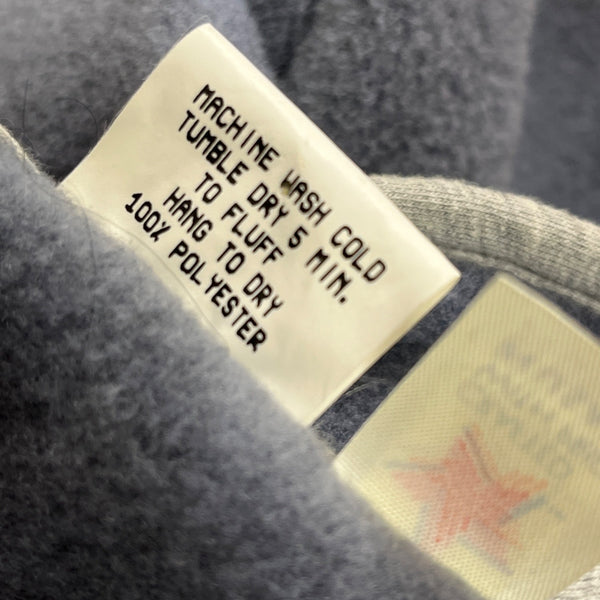 MACHINE WASH COLD
TUMBLE DRY 5 MIN.
TO FLUFF
HANG TO DRY
100% POLYESTER